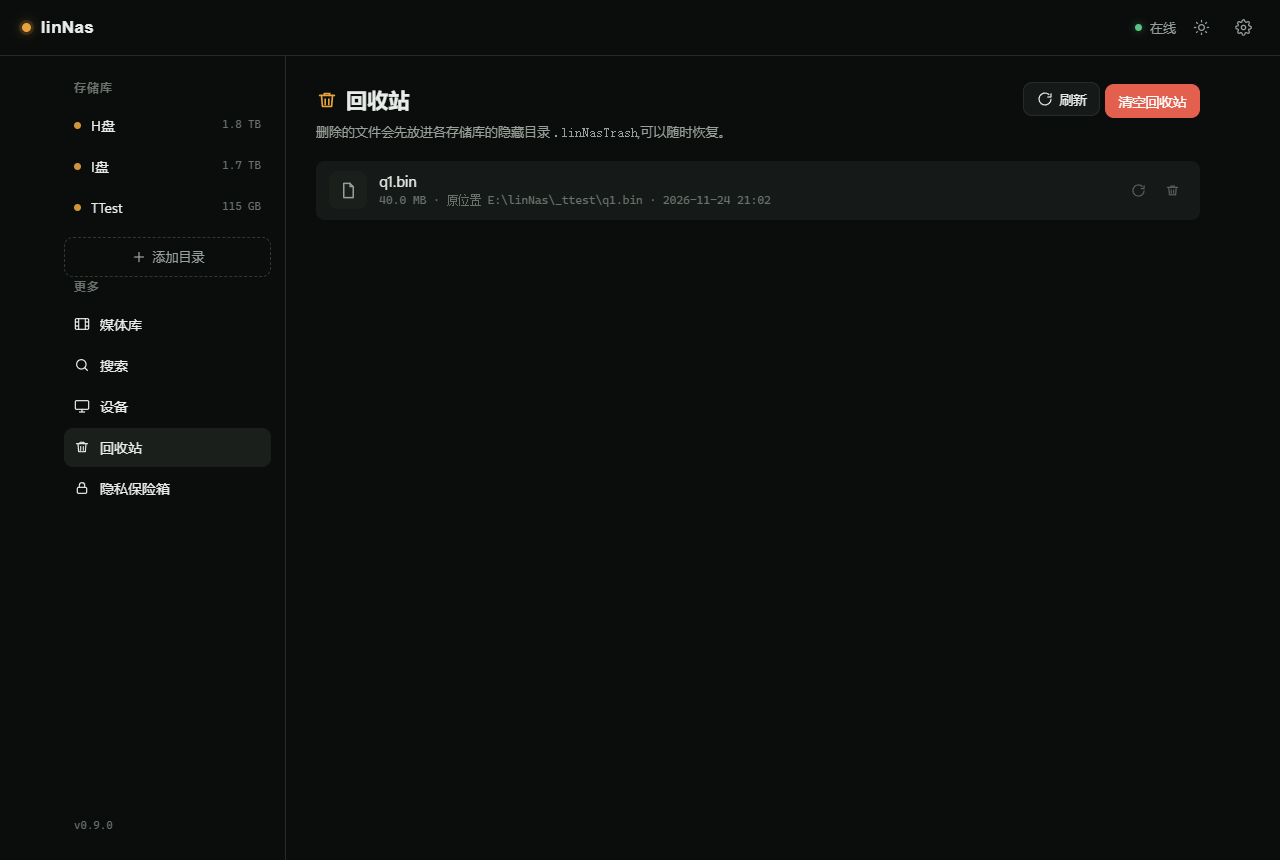 linNas
在线
存储库
H盘 1.8 TB
I盘 1.7 TB
TTest 115 GB
添加目录
更多
媒体库
搜索
设备
回收站
隐私保险箱
v0.9.0
回收站
刷新
清空回收站
删除的文件会先放进各存储库的隐藏目录 .linNasTrash,可以随时恢复。
q1.bin
40.0 MB · 原位置 E:\linNas\_ttest\q1.bin · 2026-11-24 21:02